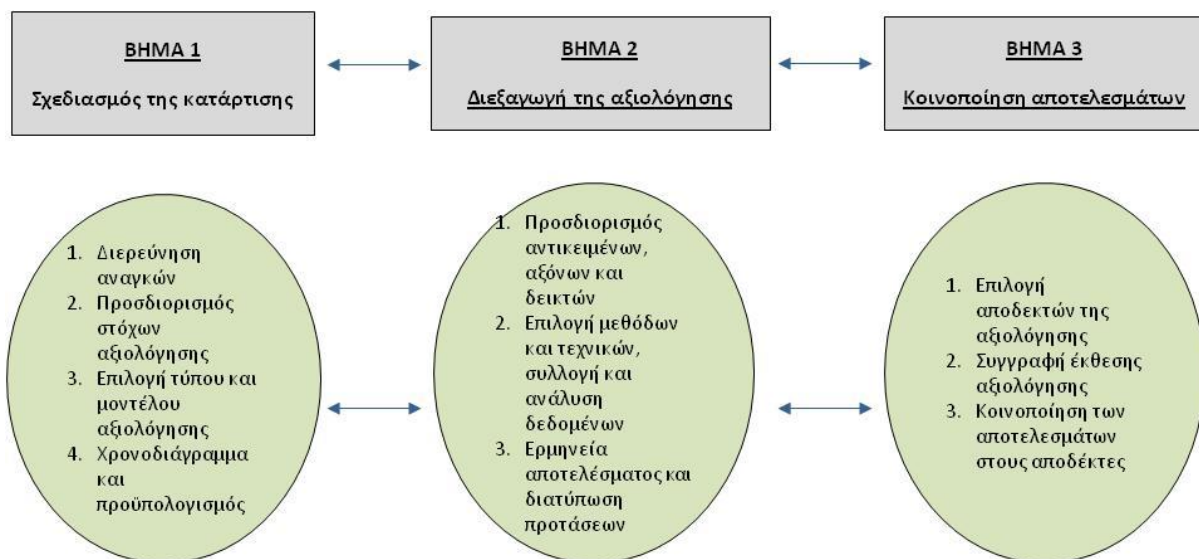 ΒΗΜΑ 1
Σχεδιασμός της κατάρτισης
ΒΗΜΑ 2
Διεξαγωγή της αξιολόγησης
ΒΗΜΑ 3
Κοινοποίηση αποτελεσμάτων
1. Διερεύνηση
αναγκών
2. Προσδιορισμός
στόχων
αξιολόγησης
3. Επιλογή τύπου και
μοντέλου
αξιολόγησης
4. Χρονοδιάγραμμα
και
προϋπολογισμός
1. Προσδιορισμός
αντικειμένων,
αξόνων και
δεικτών
2. Επιλογή μεθόδων
και τεχνικών,
συλλογή και
ανάλυση
δεδομένων
3. Ερμηνεία
αποτελέσματος και
διατύπωση
προτάσεων
1. Επιλογή
αποδεκτών της
αξιολόγησης
2. Συγγραφή έκθεσης
αξιολόγησης
3. Κοινοποίηση των
αποτελεσμάτων
στους αποδέκτες